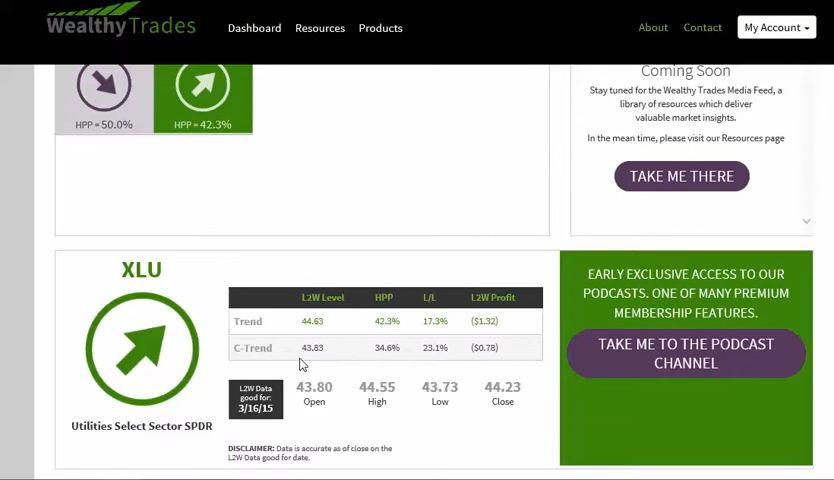 WealthyTrades
Dashboard Resources Products
About Contact My Account
HPP = 50.0% HPP = 42.3%
Coming Soon
Stay tuned for the Wealthy Trades Media Feed, a
library of resources which deliver
valuable market insights.
In the mean time, please visit our Resources page
TAKE ME THERE
XLU
Utilities Select Sector SPDR
L2W Level HPP L/L L2W Profit
Trend 44.63 42.3% 17.3% ($1.32)
C-Trend 43.83 34.6% 23.1% ($0.78)
L2W Data
good for:
3/16/15
43.80 44.55 43.73 44.23
Open High Low Close
DISCLAIMER: Data is accurate as of close on the
L2W Data good for date.
EARLY EXCLUSIVE ACCESS TO OUR
PODCASTS. ONE OF MANY PREMIUM
MEMBERSHIP FEATURES.
TAKE ME TO THE PODCAST
CHANNEL